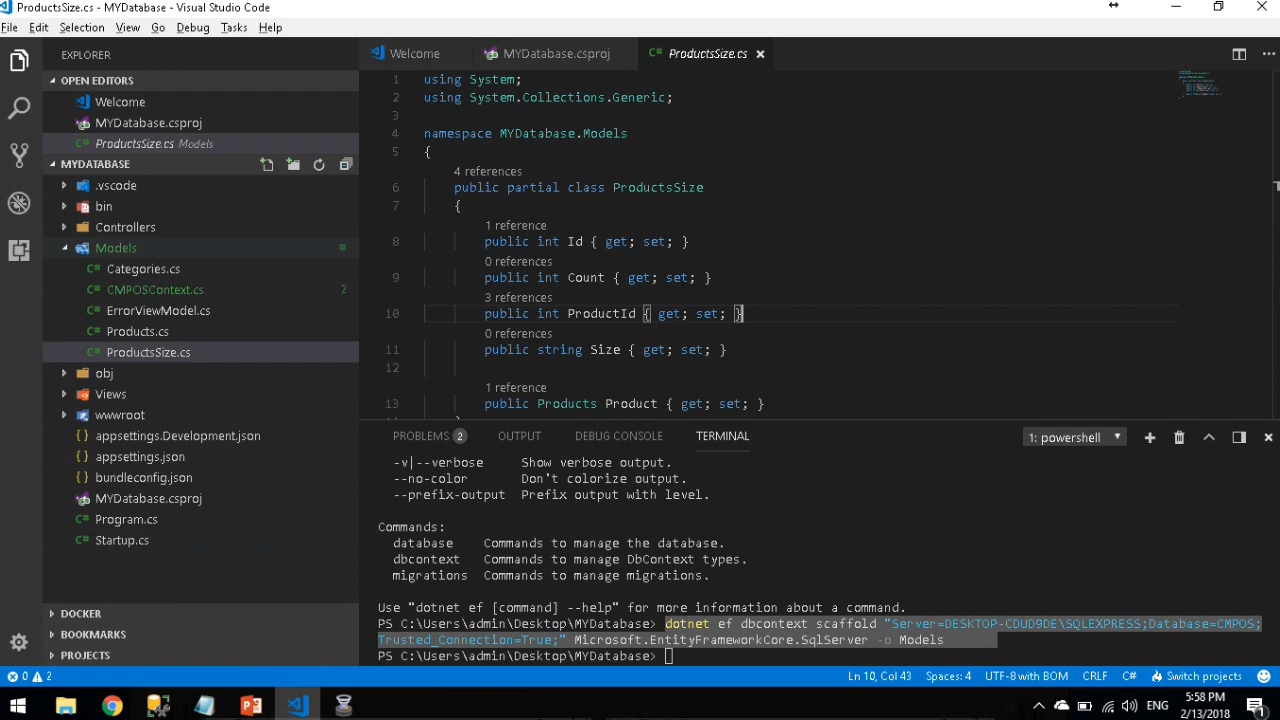 ProductsSize.cs - MYDatabase - Visual Studio Code
File Edit Selection View Go Debug Tasks Help
EXPLORER
OPEN EDITORS
Welcome
MYDatabase.csproj
ProductsSize.cs Models
MYDATABASE
.vscode
bin
Controllers
Models
Categories.cs
CMPOSContext.cs 2
ErrorViewModel.cs
Products.cs
ProductsSize.cs
obj
Views
wwwroot
appsettings.Development.json
appsettings.json
bundleconfig.json
MYDatabase.csproj
Program.cs
Startup.cs
DOCKER
BOOKMARKS
PROJECTS
Welcome MYDatabase.csproj ProductsSize.cs
1 using System;
2 using System.Collections.Generic;
3
4 namespace MYDatabase.Models
5 {
4 references
6 public partial class ProductsSize
7 {
1 reference
8 public int Id { get; set; }
0 references
9 public int Count { get; set; }
3 references
10 public int ProductId { get; set; }
0 references
11 public string Size { get; set; }
12
1 reference
13 public Products Product { get; set; }
PROBLEMS 2 OUTPUT DEBUG CONSOLE TERMINAL 1: powershell
-v|--verbose Show verbose output.
--no-color Don't colorize output.
--prefix-output Prefix output with level.
Commands:
database Commands to manage the database.
dbcontext Commands to manage DbContext types.
migrations Commands to manage migrations.
Use "dotnet ef [command] --help" for more information about a command.
PS C:\Users\admin\Desktop\MYDatabase> dotnet ef dbcontext scaffold "Server=DESKTOP-CDUD9DE\SQLEXPRESS;Database=CMPOS;
Trusted_Connection=True;" Microsoft.EntityFrameworkCore.SqlServer -o Models
PS C:\Users\admin\Desktop\MYDatabase>
0 2 Ln 10, Col 43 Spaces: 4 UTF-8 with BOM CRLF C# Switch projects
ENG 5:58 PM
2/13/2018
1